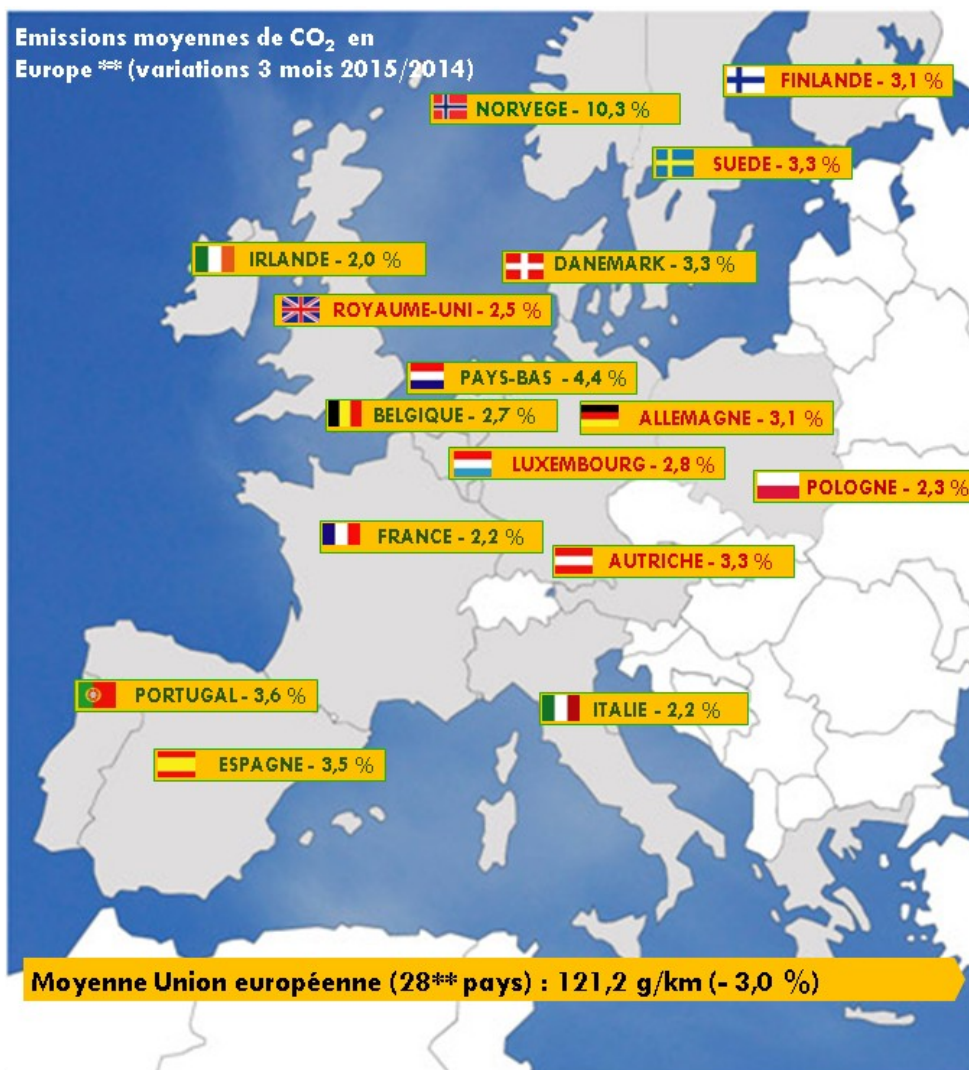 Emissions moyennes de CO₂ en
Europe ** (variations 3 mois 2015/2014)
FINLANDE - 3,1 %
NORVEGE - 10,3 %
SUEDE - 3,3 %
IRLANDE - 2,0 %
DANEMARK - 3,3 %
ROYAUME-UNI - 2,5 %
PAYS-BAS - 4,4 %
BELGIQUE - 2,7 %
ALLEMAGNE - 3,1 %
LUXEMBOURG - 2,8 %
POLOGNE - 2,3 %
FRANCE - 2,2 %
AUTRICHE - 3,3 %
PORTUGAL - 3,6 %
ITALIE - 2,2 %
ESPAGNE - 3,5 %
Moyenne Union européenne (28** pays) : 121,2 g/km (- 3,0 %)